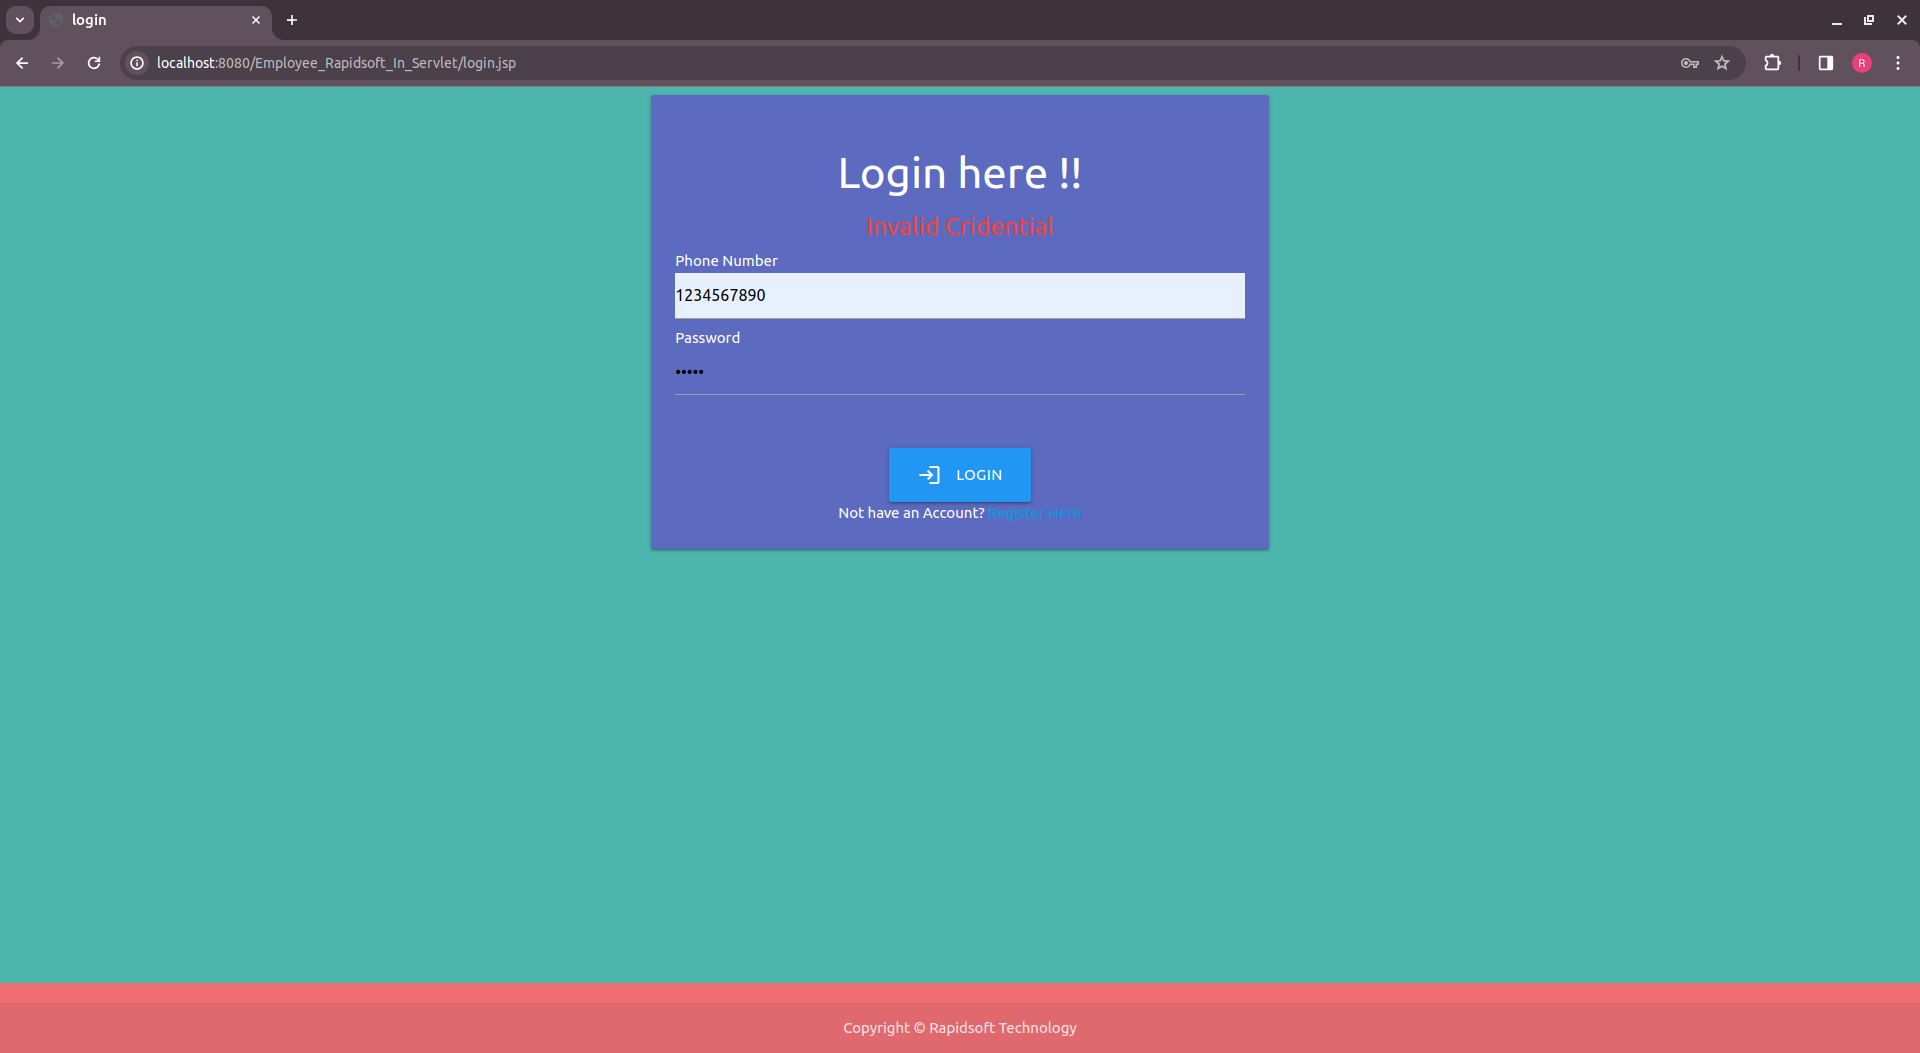 login
localhost:8080/Employee_Rapidsoft_In_Servlet/login.jsp
R
Login here !!
Invalid Cridential
Phone Number
1234567890
Password
•••••
LOGIN
Not have an Account? Register Here
Copyright © Rapidsoft Technology